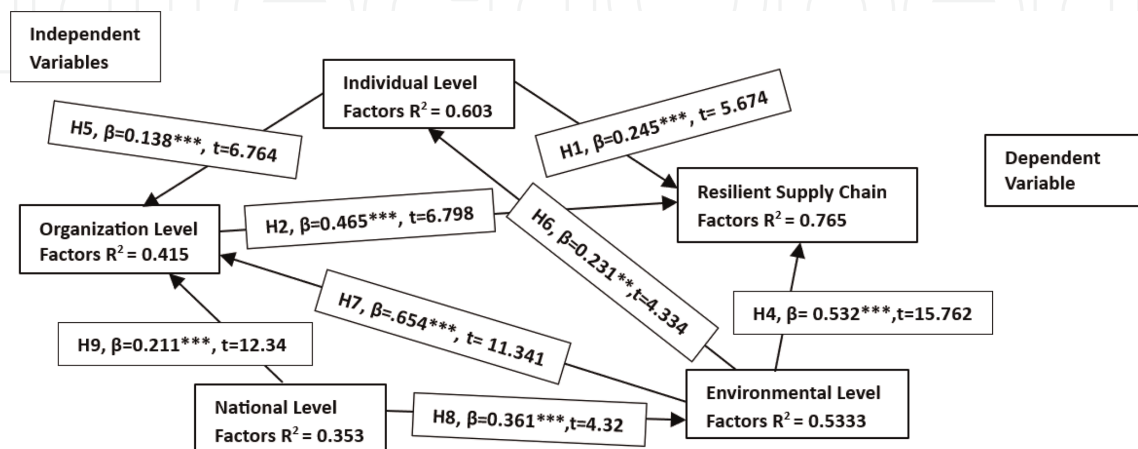 Independent
Variables
Individual Level
Factors R² = 0.603
H5, β=0.138***, t=6.764
H1, β=0.245***, t= 5.674
Dependent
Variable
Resilient Supply Chain
Factors R² = 0.765
Organization Level
Factors R² = 0.415
H2, β=0.465***, t=6.798
H6, β=0.231**,t=4.334
H7, β=.654***, t= 11.341
H4, β= 0.532***,t=15.762
H9, β=0.211***, t=12.34
National Level
Factors R² = 0.353
H8, β=0.361***,t=4.32
Environmental Level
Factors R² = 0.5333